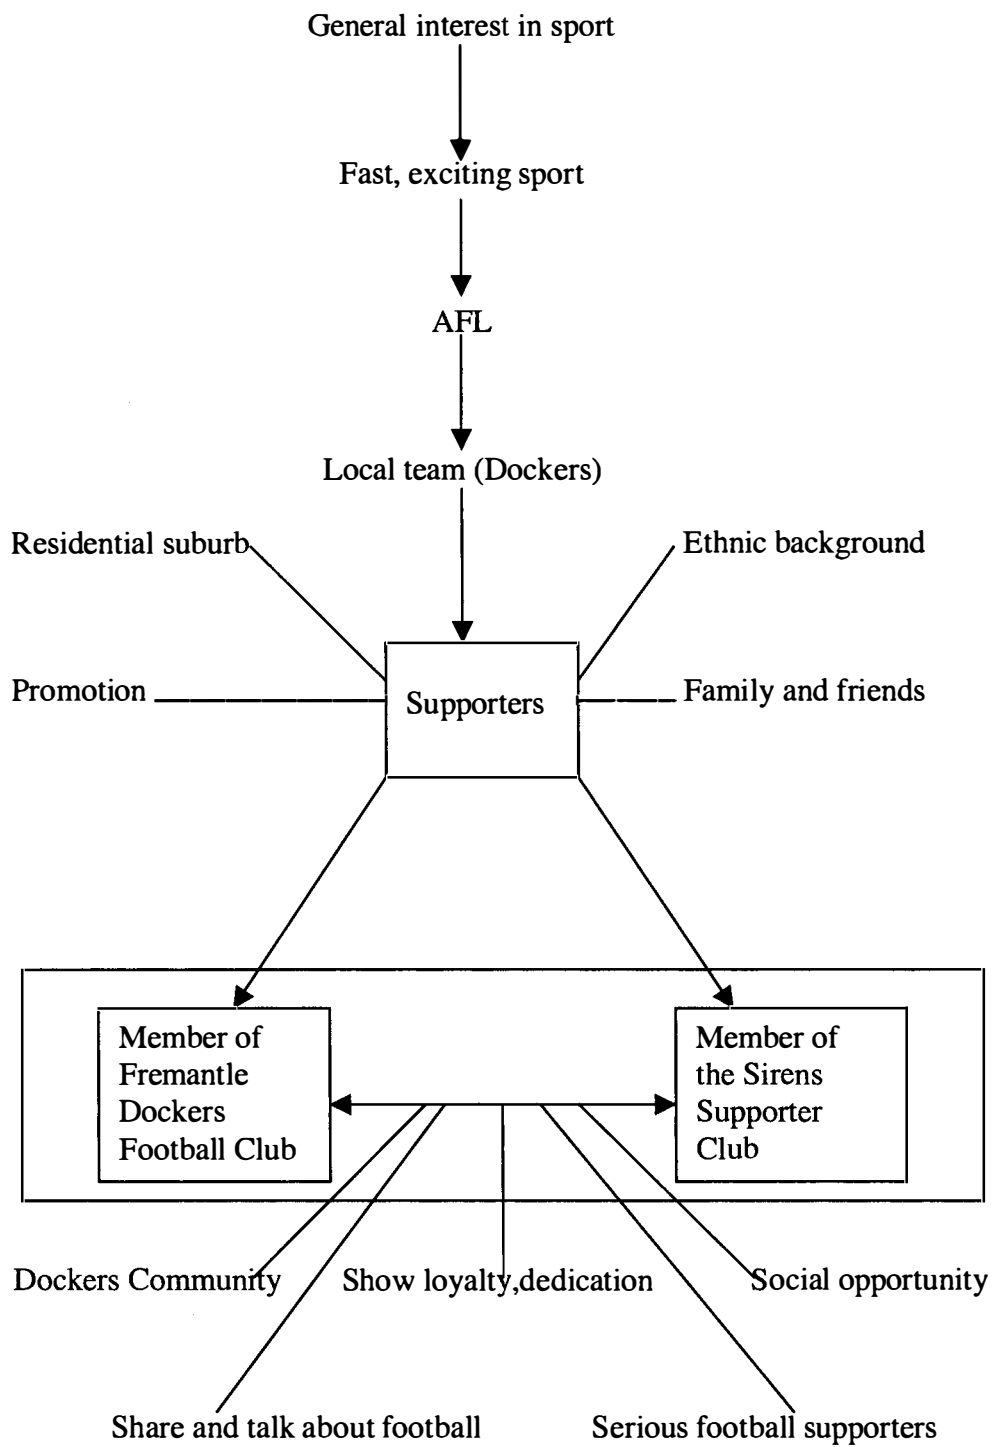 General interest in sport
Fast, exciting sport
AFL
Local team (Dockers)
Residential suburb
Ethnic background
Promotion
Supporters
Family and friends
Member of
Fremantle
Dockers
Football Club
Member of
the Sirens
Supporter
Club
Dockers Community
Show loyalty,dedication
Social opportunity
Share and talk about football
Serious football supporters